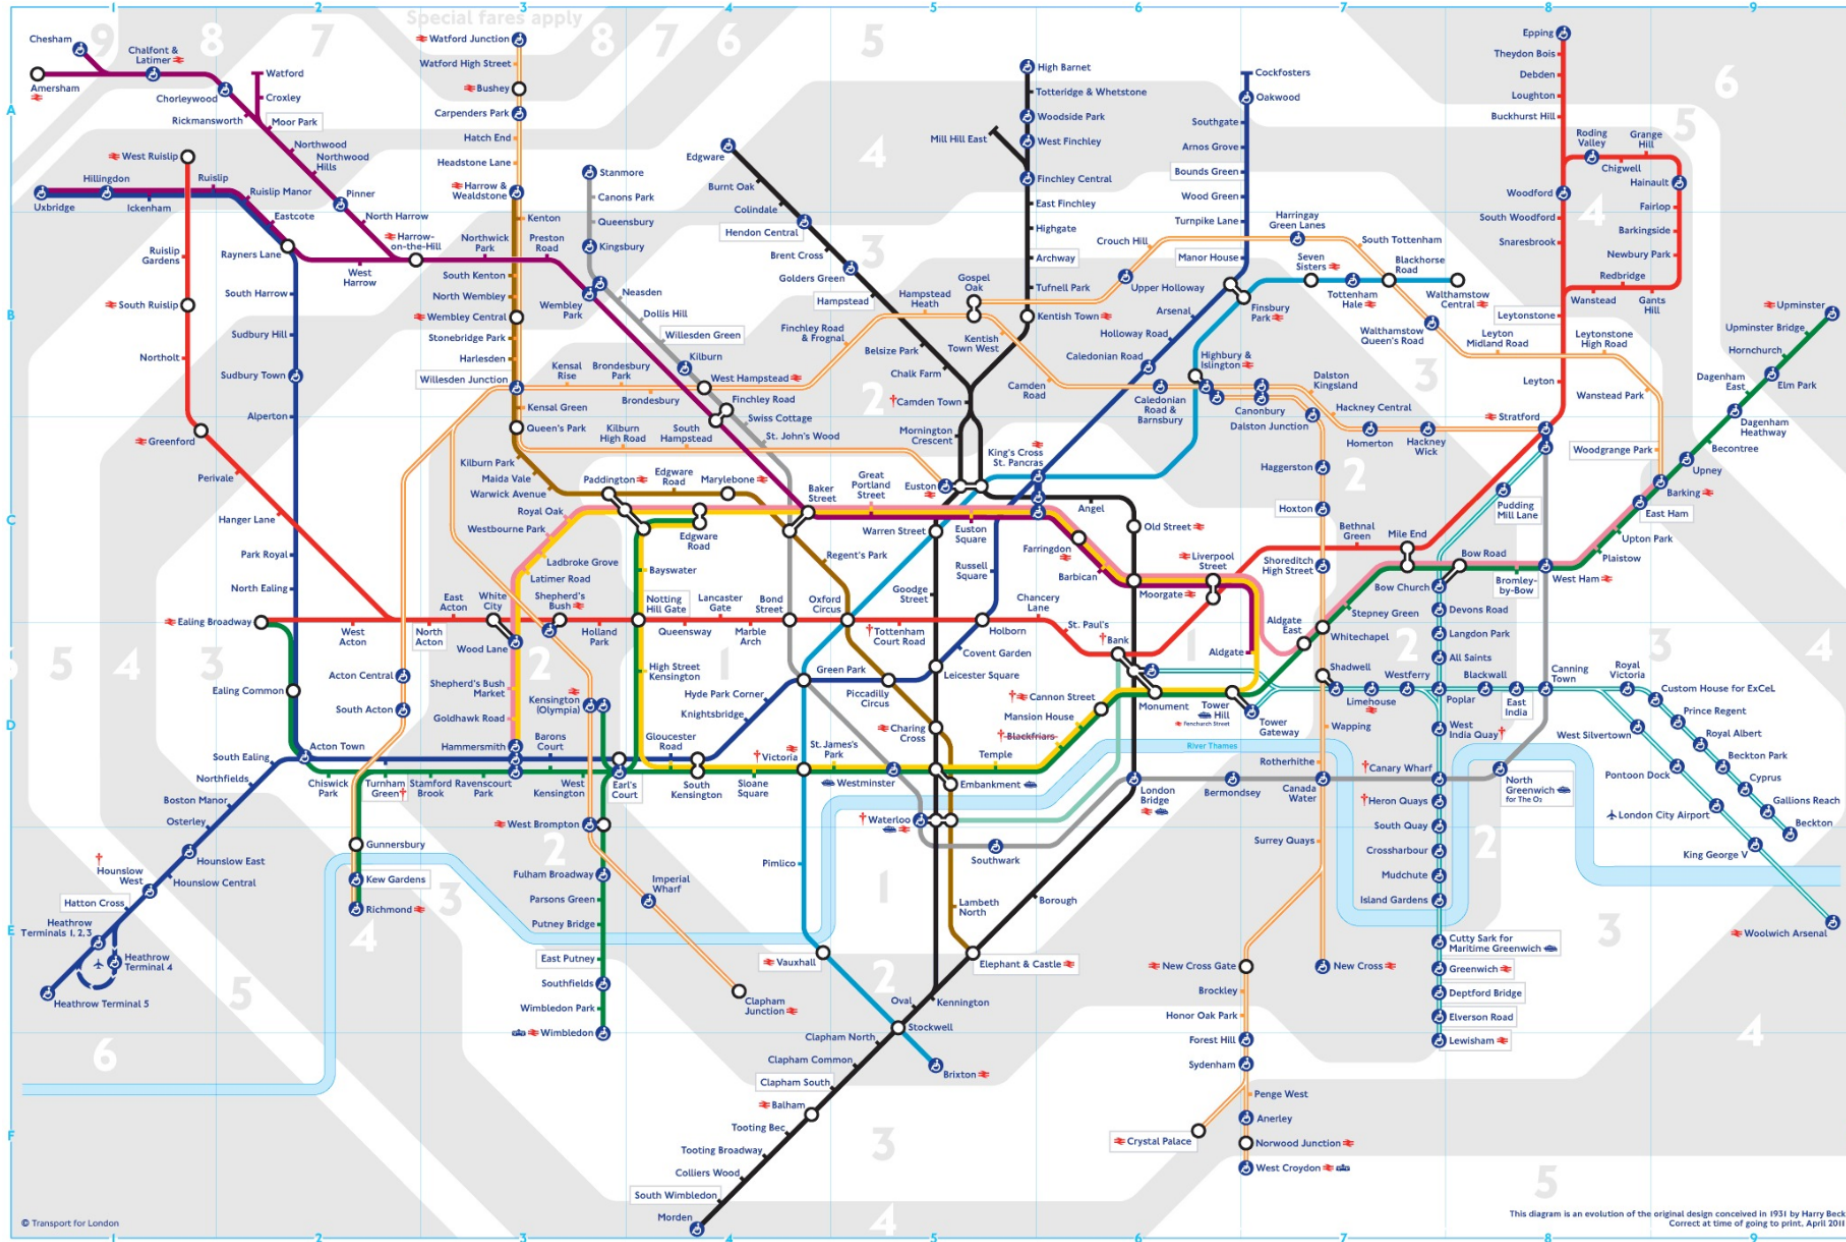 1
2
3
4
5
6
7
8
9
Special fares apply
9
8
7
8
7
6
5
6
Chesham
Chalfont &
Latimer
Amersham
Watford
Croxley
Chorleywood
Rickmansworth
Moor Park
Northwood
Northwood
Hills
Pinner
North Harrow
Harrow-
on-the-Hill
West Ruislip
Hillingdon
Ruislip
Uxbridge
Ickenham
Ruislip Manor
Eastcote
Rayners Lane
West
Harrow
Ruislip
Gardens
South Ruislip
Northolt
Greenford
Perivale
Hanger Lane
South Harrow
Sudbury Hill
Sudbury Town
Alperton
Park Royal
North Ealing
Ealing Broadway
Ealing Common
South Ealing
Northfields
Boston Manor
Osterley
Hounslow East
Hounslow Central
Hounslow
West
Hatton Cross
Heathrow
Terminals 1, 2, 3
Heathrow
Terminal 4
Heathrow Terminal 5
Watford Junction
Watford High Street
Bushey
Carpenders Park
Hatch End
Headstone Lane
Harrow &
Wealdstone
Kenton
Northwick
Park
Preston
Road
South Kenton
North Wembley
Wembley Central
Stonebridge Park
Harlesden
Willesden Junction
Kensal Green
Queen's Park
Kilburn Park
Maida Vale
Warwick Avenue
Royal Oak
Westbourne Park
Ladbroke Grove
Latimer Road
Stanmore
Canons Park
Queensbury
Kingsbury
Wembley
Park
Neasden
Dollis Hill
Willesden Green
Kilburn
West Hampstead
Finchley Road
Swiss Cottage
St. John's Wood
Kensal
Rise
Brondesbury
Park
Brondesbury
Finchley Road
& Frognal
Kilburn
High Road
South
Hampstead
Edgware
Burnt Oak
Colindale
Hendon Central
Brent Cross
Golders Green
Hampstead
Belsize Park
Chalk Farm
Camden Town
Mornington
Crescent
Euston
Hampstead
Heath
Gospel
Oak
Kentish
Town West
Camden
Road
High Barnet
Totteridge & Whetstone
Woodside Park
West Finchley
Mill Hill East
Finchley Central
East Finchley
Highgate
Archway
Tufnell Park
Kentish Town
Cockfosters
Oakwood
Southgate
Arnos Grove
Bounds Green
Wood Green
Turnpike Lane
Manor House
Arsenal
Holloway Road
Caledonian Road
Finsbury
Park
Crouch Hill
Upper Holloway
Harringay
Green Lanes
South Tottenham
Seven
Sisters
Tottenham
Hale
Blackhorse
Road
Walthamstow
Central
Walthamstow
Queen's Road
Leyton
Midland Road
Leytonstone
High Road
Wanstead Park
Woodgrange Park
Highbury &
Islington
Caledonian
Road &
Barnsbury
Canonbury
Dalston
Kingsland
Hackney Central
Dalston Junction
Homerton
Hackney
Wick
Haggerston
Hoxton
Shoreditch
High Street
Epping
Theydon Bois
Debden
Loughton
Buckhurst Hill
Roding
Valley
Grange
Hill
Chigwell
Hainault
Woodford
Fairlop
South Woodford
Barkingside
Snaresbrook
Newbury Park
Redbridge
Wanstead
Gants
Hill
Leytonstone
Leyton
Stratford
Upminster
Upminster Bridge
Hornchurch
Elm Park
Dagenham
East
Dagenham
Heathway
Becontree
Upney
Barking
East Ham
Upton Park
Plaistow
West Ham
Bromley-
by-Bow
Bow Road
Mile End
Bethnal
Green
Pudding
Mill Lane
Bow Church
Devons Road
Langdon Park
All Saints
Stepney Green
Whitechapel
Aldgate
East
Aldgate
Paddington
Edgware
Road
Marylebone
Edgware
Road
Baker
Street
Great
Portland
Street
Warren Street
Euston
Square
King's Cross
St. Pancras
Angel
Old Street
Farringdon
Barbican
Moorgate
Liverpool
Street
Regent's Park
Goodge
Street
Russell
Square
Chancery
Lane
St. Paul's
Bank
Bayswater
Notting
Hill Gate
Lancaster
Gate
Bond
Street
Oxford
Circus
Queensway
Marble
Arch
Tottenham
Court Road
Holborn
Covent Garden
Leicester Square
West
Acton
North
Acton
East
Acton
White
City
Shepherd's
Bush
Holland
Park
Wood Lane
Shepherd's Bush
Market
Goldhawk Road
Hammersmith
Kensington
(Olympia)
High Street
Kensington
Acton Central
South Acton
Acton Town
Chiswick
Park
Turnham
Green
Stamford
Brook
Ravenscourt
Park
Barons
Court
West
Kensington
Earl's
Court
Gloucester
Road
South
Kensington
Sloane
Square
Knightsbridge
Hyde Park Corner
Green Park
Piccadilly
Circus
Charing
Cross
Victoria
St. James's
Park
Westminster
Embankment
Temple
Blackfriars
Mansion House
Cannon Street
Monument
Tower
Hill
Fenchurch Street
Tower
Gateway
Shadwell
Limehouse
Westferry
Poplar
Blackwall
East
India
Canning
Town
Royal
Victoria
Custom House for ExCeL
Prince Regent
Royal Albert
Beckton Park
Cyprus
Gallions Reach
Beckton
West Silvertown
Pontoon Dock
London City Airport
King George V
Woolwich Arsenal
West
India Quay
Canary Wharf
Heron Quays
South Quay
Crossharbour
Mudchute
Island Gardens
Cutty Sark for
Maritime Greenwich
Greenwich
Deptford Bridge
Elverson Road
Lewisham
North
Greenwich
for The O2
River Thames
Wapping
Rotherhithe
Canada
Water
Bermondsey
London
Bridge
Southwark
Waterloo
Surrey Quays
New Cross Gate
New Cross
Brockley
Honor Oak Park
Forest Hill
Sydenham
Penge West
Anerley
Crystal Palace
Norwood Junction
West Croydon
Borough
Lambeth
North
Elephant & Castle
Kennington
Pimlico
Vauxhall
Oval
Stockwell
Brixton
Clapham North
Clapham Common
Clapham South
Balham
Tooting Bec
Tooting Broadway
Colliers Wood
South Wimbledon
Morden
Gunnersbury
Kew Gardens
Richmond
West Brompton
Fulham Broadway
Parsons Green
Putney Bridge
East Putney
Southfields
Wimbledon Park
Wimbledon
Imperial
Wharf
Clapham
Junction
A
B
C
D
E
F
© Transport for London
This diagram is an evolution of the original design conceived in 1931 by Harry Beck
Correct at time of going to print, April 2011